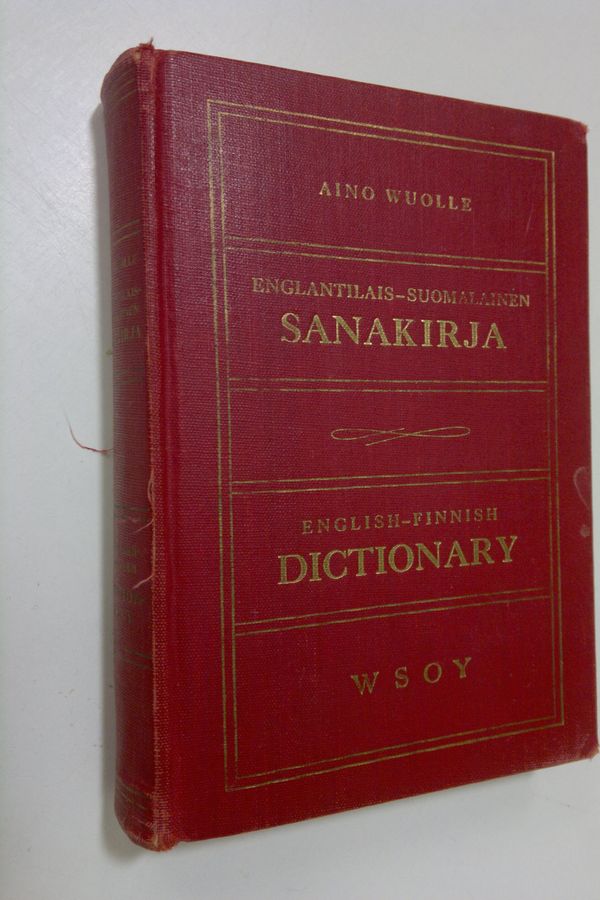 AINO WUOLLE
ENGLANTILAIS-SUOMALAINEN
SANAKIRJA
ENGLISH-FINNISH
DICTIONARY
WSOY